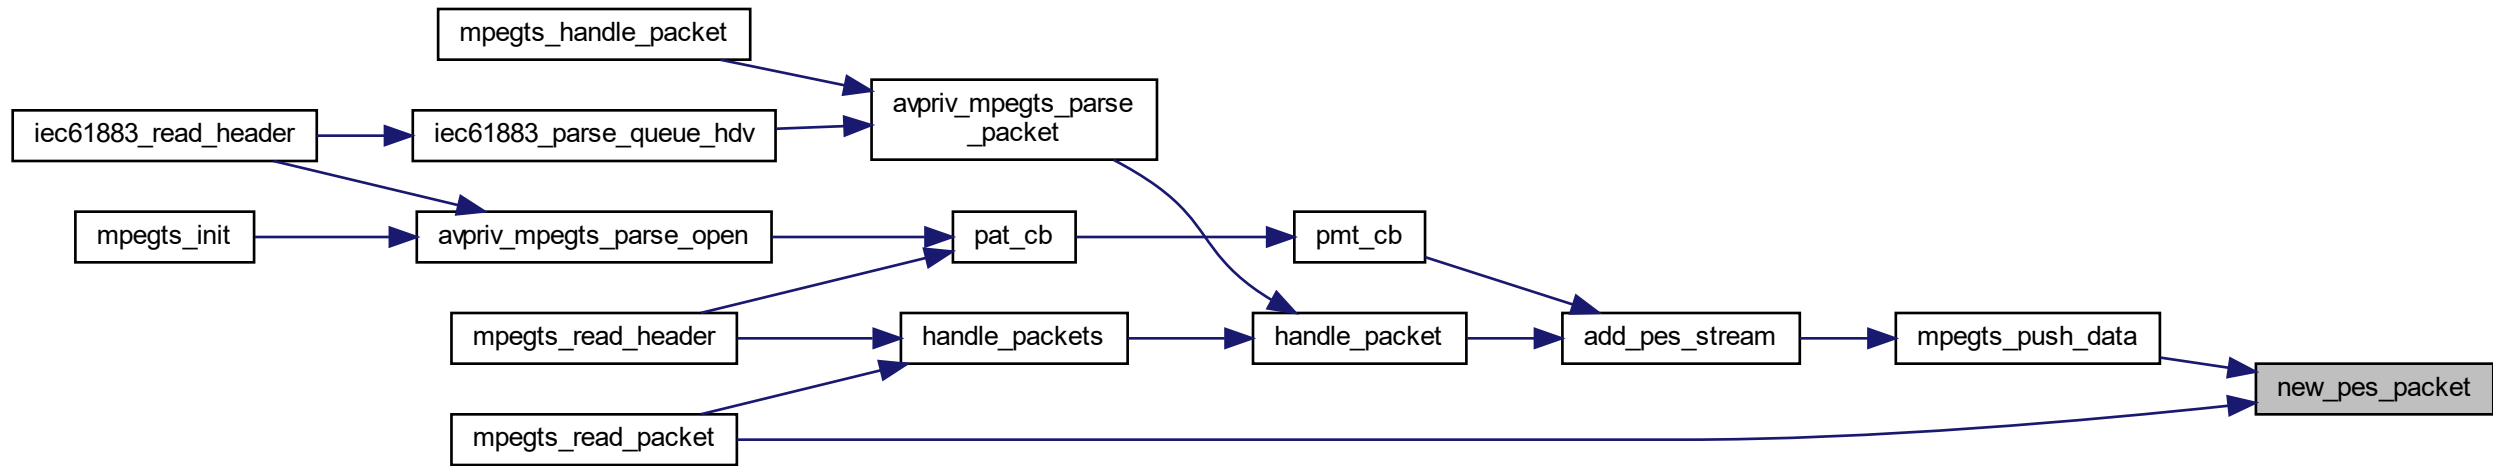 mpegts_handle_packet
avpriv_mpegts_parse
_packet
iec61883_read_header
iec61883_parse_queue_hdv
mpegts_init
avpriv_mpegts_parse_open
pat_cb
pmt_cb
mpegts_read_header
handle_packets
handle_packet
add_pes_stream
mpegts_push_data
new_pes_packet
mpegts_read_packet